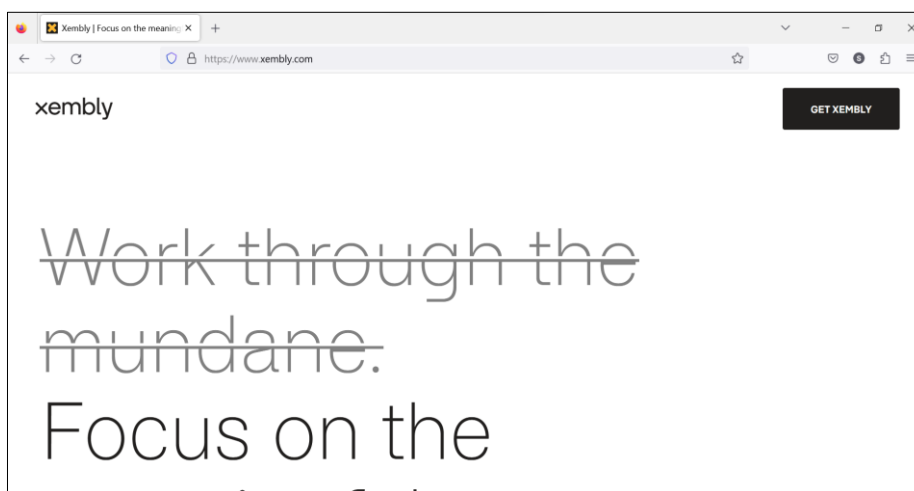 Xembly | Focus on the meaning
https://www.xembly.com
S
xembly
GET XEMBLY
Work through the
mundane.
Focus on the